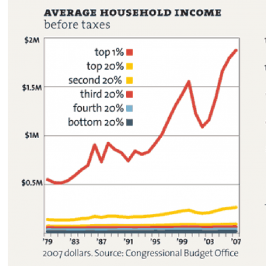 AVERAGE HOUSEHOLD INCOME
before taxes
$2M
top 1%
top 20%
$1.5M
second 20%
third 20%
fourth 20%
$1M
bottom 20%
$0.5M
'79 '83 '87 '91 '95 '99 '03 '07
2007 dollars. Source: Congressional Budget Office